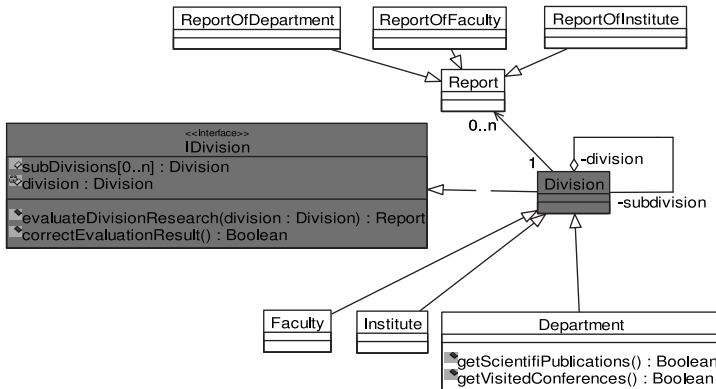 ReportOfDepartment
ReportOfFaculty
ReportOfInstitute
Report
0..n
<<Interface>>
IDivision
subDivisions[0..n] : Division
division : Division
evaluateDivisionResearch(division : Division) : Report
correctEvaluationResult() : Boolean
1
-division
Division
-subdivision
Faculty
Institute
Department
getScientifiPublications() : Boolean
getVisitedConferences() : Boolean